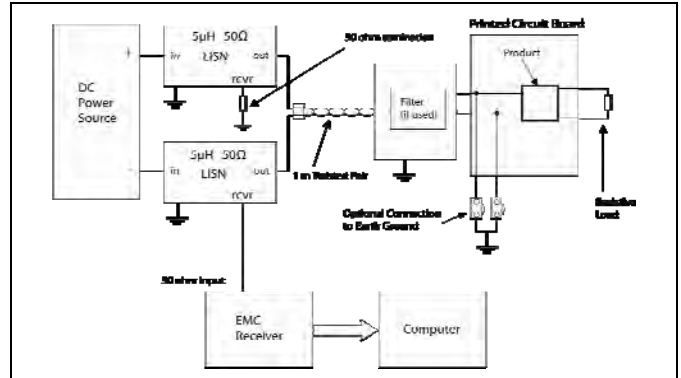 Printed Circuit Board
5µH 50Ω
50 ohm termination
+
in
LISN
out
Product
rcvr
DC
Power
Source
Filter
(if used)
5µH 50Ω
-
in
LISN
out
1 m Twisted Pair
rcvr
Optional Connection
to Earth Ground
Resistive
Load
50 ohm input
EMC
Receiver
Computer